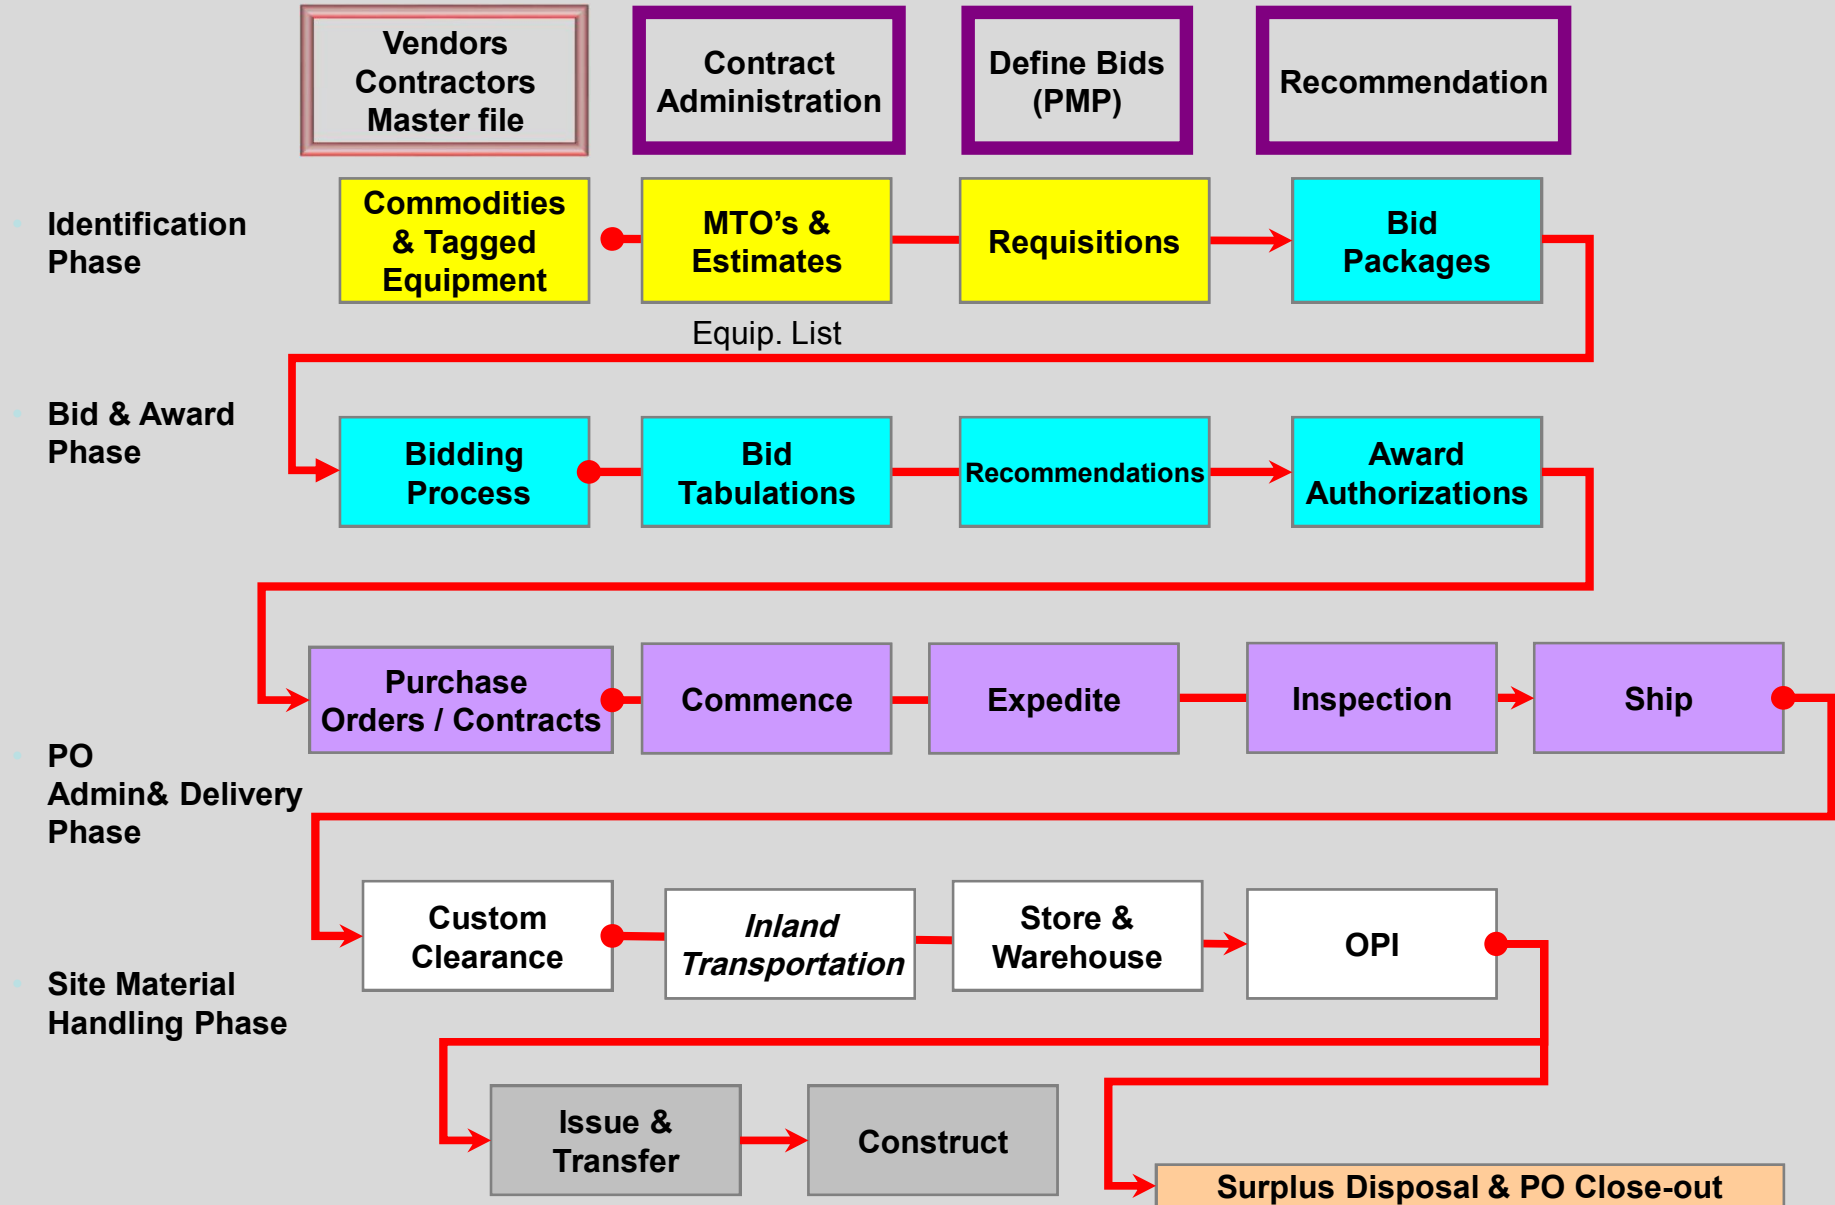 Vendors
Contractors
Master file
Contract
Administration
Define Bids
(PMP)
Recommendation
Identification
Phase
Commodities
& Tagged
Equipment
MTO’s &
Estimates
Requisitions
Bid
Packages
Equip. List
Bid & Award
Phase
Bidding
Process
Bid
Tabulations
Recommendations
Award
Authorizations
Purchase
Orders / Contracts
Commence
Expedite
Inspection
Ship
PO
Admin& Delivery
Phase
Custom
Clearance
Inland
Transportation
Store &
Warehouse
OPI
Site Material
Handling Phase
Issue &
Transfer
Construct
Surplus Disposal & PO Close-out